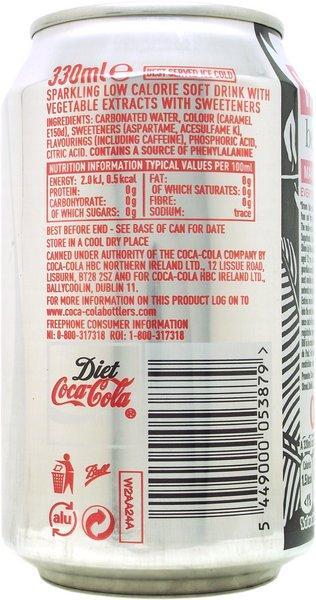 330ml e BEST SERVED ICE COLD
SPARKLING LOW CALORIE SOFT DRINK WITH
VEGETABLE EXTRACTS WITH SWEETENERS
INGREDIENTS: CARBONATED WATER, COLOUR (CARAMEL
E150d), SWEETENERS (ASPARTAME, ACESULFAME K),
FLAVOURINGS (INCLUDING CAFFEINE), PHOSPHORIC ACID,
CITRIC ACID. CONTAINS A SOURCE OF PHENYLALANINE
NUTRITION INFORMATION TYPICAL VALUES PER 100ml
ENERGY: 2.0kJ, 0.5kcal FAT: 0g
PROTEIN: 0g OF WHICH SATURATES: 0g
CARBOHYDRATE: 0g FIBRE: 0g
OF WHICH SUGARS: 0g SODIUM: trace
BEST BEFORE END - SEE BASE OF CAN FOR DATE
STORE IN A COOL DRY PLACE
CANNED UNDER AUTHORITY OF THE COCA-COLA COMPANY BY
COCA-COLA HBC NORTHERN IRELAND LTD., 12 LISSUE ROAD,
LISBURN, BT28 2SZ AND FOR COCA-COLA HBC IRELAND LTD.,
BALLYCOOLIN, DUBLIN 11.
FOR MORE INFORMATION ON THIS PRODUCT LOG ON TO
www.coca-colabottlers.com
FREEPHONE CONSUMER INFORMATION
NI: 0-800-317318 ROI: 1-800-317318
Diet
Coca-Cola®
Ball
alu
W2AA24A
5 449000 053879 >